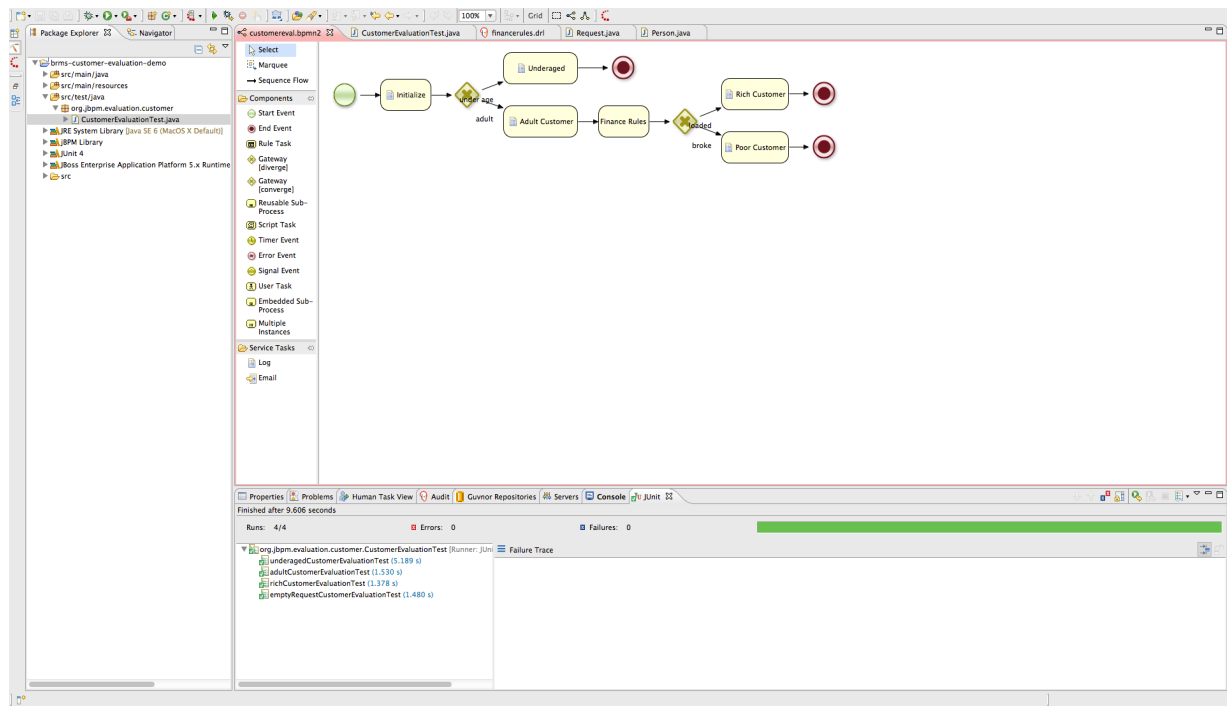 100%
Grid
Package Explorer
Navigator
brms-customer-evaluation-demo
src/main/java
src/main/resources
src/test/java
org.jbpm.evaluation.customer
CustomerEvaluationTest.java
JRE System Library [Java SE 6 (MacOS X Default)]
jBPM Library
JUnit 4
JBoss Enterprise Application Platform 5.x Runtime
src
customereval.bpmn2
CustomerEvaluationTest.java
financerules.drl
Request.java
Person.java
Select
Marquee
Sequence Flow
Components
Start Event
End Event
Rule Task
Gateway
[diverge]
Gateway
[converge]
Reusable Sub-
Process
Script Task
Timer Event
Error Event
Signal Event
User Task
Embedded Sub-
Process
Multiple
Instances
Service Tasks
Log
Email
Initialize
under age
adult
Underaged
Adult Customer
Finance Rules
loaded
broke
Rich Customer
Poor Customer
Properties
Problems
Human Task View
Audit
Guvnor Repositories
Servers
Console
JUnit
Finished after 9.606 seconds
Runs: 4/4
Errors: 0
Failures: 0
org.jbpm.evaluation.customer.CustomerEvaluationTest [Runner: JUni
underagedCustomerEvaluationTest (5.189 s)
adultCustomerEvaluationTest (1.530 s)
richCustomerEvaluationTest (1.378 s)
emptyRequestCustomerEvaluationTest (1.480 s)
Failure Trace